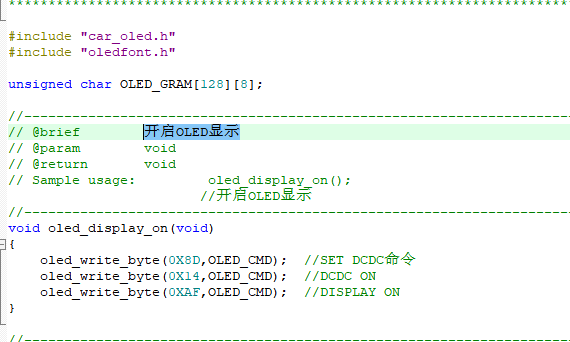 ***********************************************************************
#include "car_oled.h"
#include "oledfont.h"
unsigned char OLED_GRAM[128][8];
//---------------------------------------------------------------------
// @brief        开启OLED显示
// @param        void
// @return       void
// Sample usage:         oled_display_on();
//开启OLED显示
//---------------------------------------------------------------------
void oled_display_on(void)
{
    oled_write_byte(0X8D,OLED_CMD);  //SET DCDC命令
    oled_write_byte(0X14,OLED_CMD);  //DCDC ON
    oled_write_byte(0XAF,OLED_CMD);  //DISPLAY ON
}
//---------------------------------------------------------------------